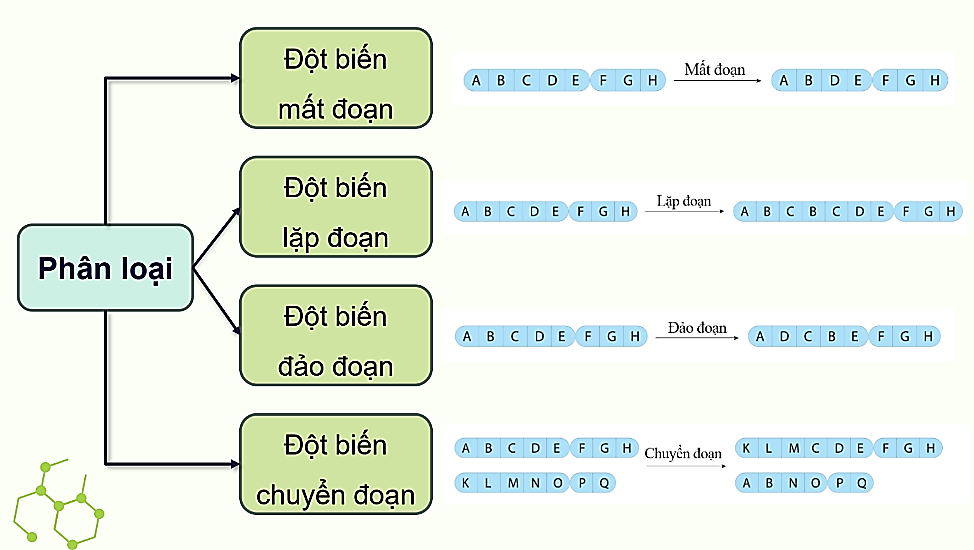 Phân loại
Đột biến
mất đoạn
A B C D E F G H
Mất đoạn
A B D E F G H
Đột biến
lặp đoạn
A B C D E F G H
Lặp đoạn
A B C B C D E F G H
Đột biến
đảo đoạn
A B C D E F G H
Đảo đoạn
A D C B E F G H
Đột biến
chuyển đoạn
A B C D E F G H
K L M N O P Q
Chuyển đoạn
K L M C D E F G H
A B N O P Q